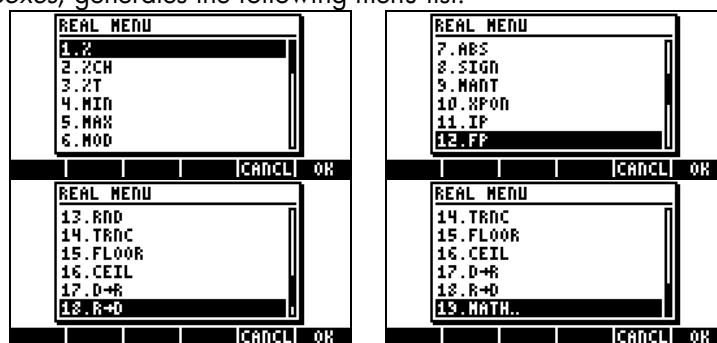 boxes, generates the following menu list:
REAL MENU
1.%
2.%CH
3.%T
4.MIN
5.MAX
6.MOD
CANCL OK
REAL MENU
7.ABS
8.SIGN
9.MANT
10.XPON
11.IP
12.FP
CANCL OK
REAL MENU
13.RND
14.TRNC
15.FLOOR
16.CEIL
17.D→R
18.R→D
CANCL OK
REAL MENU
14.TRNC
15.FLOOR
16.CEIL
17.D→R
18.R→D
19.MATH..
CANCL OK